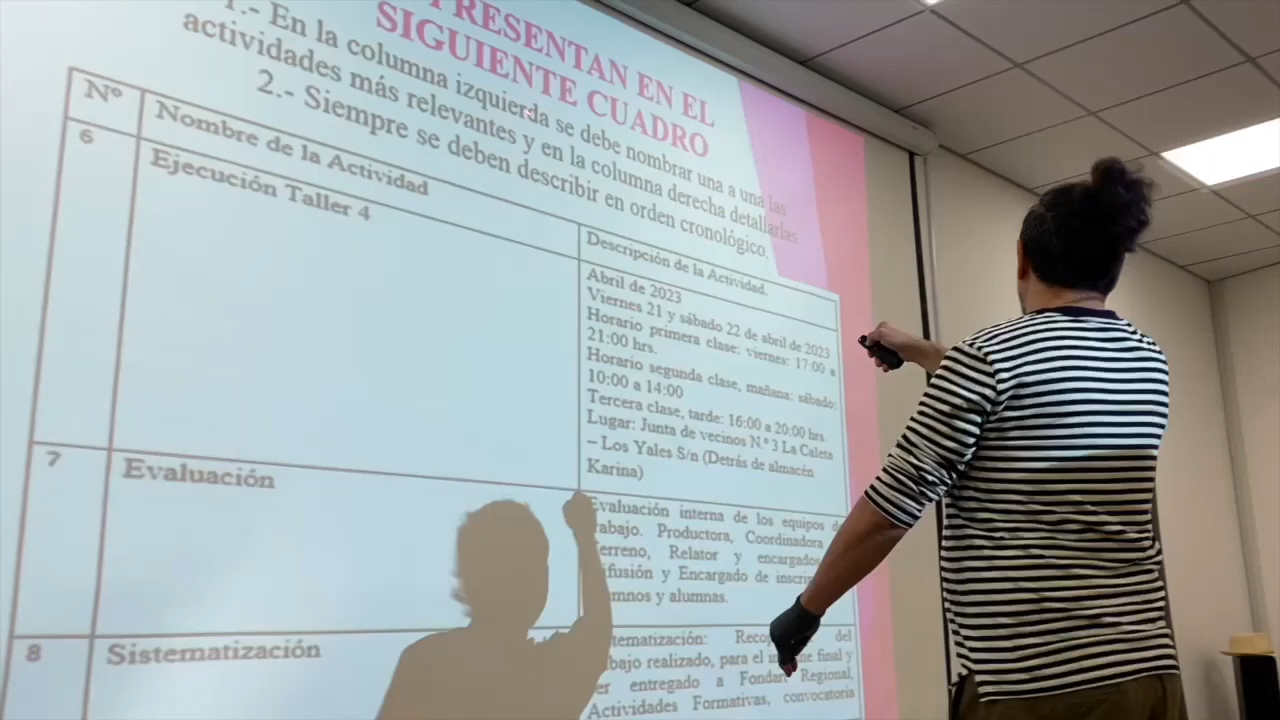 PRESENTAN EN EL
SIGUIENTE CUADRO
1.- En la columna izquierda se debe nombrar una a una las
actividades más relevantes y en la columna derecha detallarlas
2.- Siempre se deben describir en orden cronológico.
Nº Nombre de la Actividad
Descripción de la Actividad.
6 Ejecución Taller 4
Abril de 2023
Viernes 21 y sábado 22 de abril de 2023
Horario primera clase: viernes: 17:00 a
21:00 hrs.
Horario segunda clase, mañana: sábado:
10:00 a 14:00
Tercera clase, tarde: 16:00 a 20:00 hrs.
Lugar: Junta de vecinos N.º 3 La Caleta
– Los Yales S/n (Detrás de almacén
Karina)
7 Evaluación
Evaluación interna de los equipos
Productora, Coordinadora
Relator y encargados
y Encargado de
y alumnas.
8 Sistematización
del
realizado, para el final y
entregado a Fondart Regional,
Actividades Formativas, convocatoria